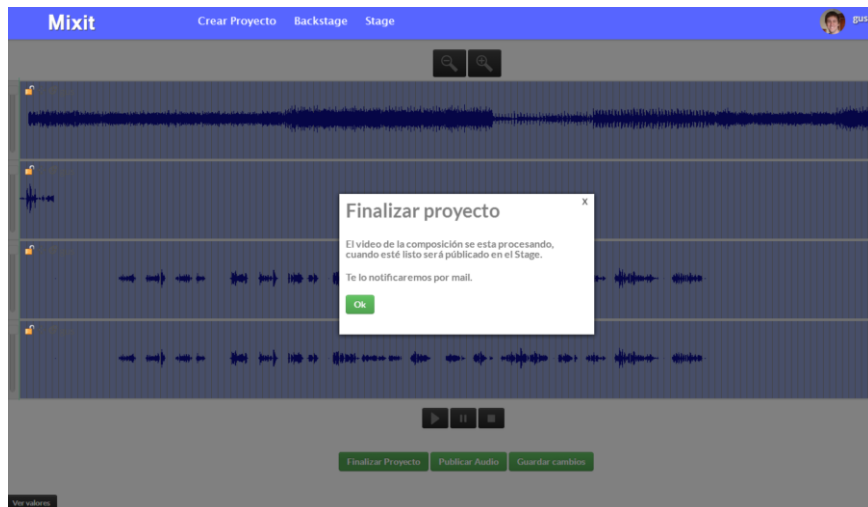 Mixit
Crear Proyecto Backstage Stage
gus
Finalizar proyecto
x
El video de la composición se esta procesando,
cuando esté listo será públicado en el Stage.
Te lo notificaremos por mail.
Ok
Finalizar Proyecto Publicar Audio Guardar cambios
Ver valores